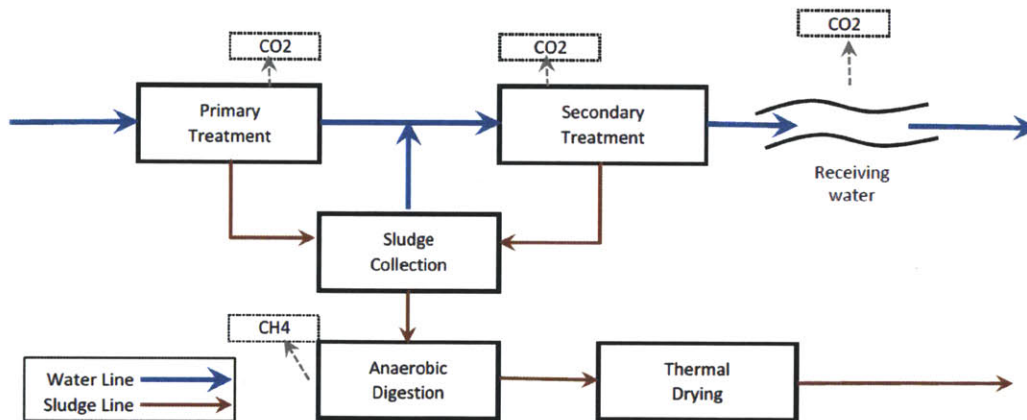 CO2
CO2
CO2
Primary
Treatment
Secondary
Treatment
Receiving
water
Sludge
Collection
CH4
Anaerobic
Digestion
Thermal
Drying
Water Line
Sludge Line